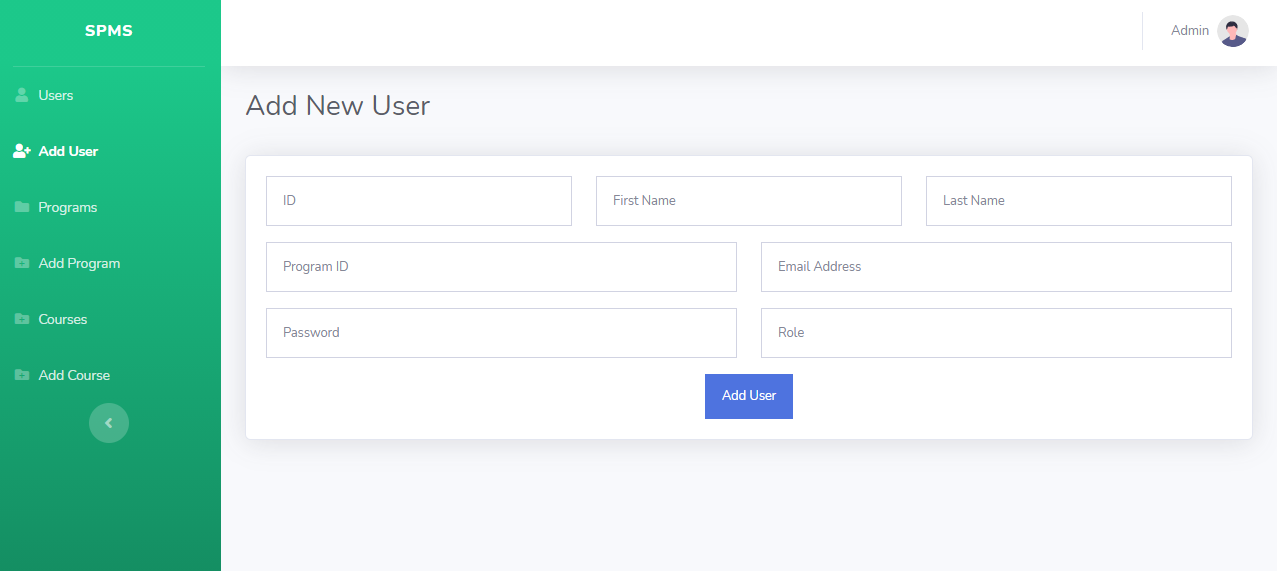 SPMS
Admin
Users
Add User
Programs
Add Program
Courses
Add Course
Add New User
ID
First Name
Last Name
Program ID
Email Address
Password
Role
Add User